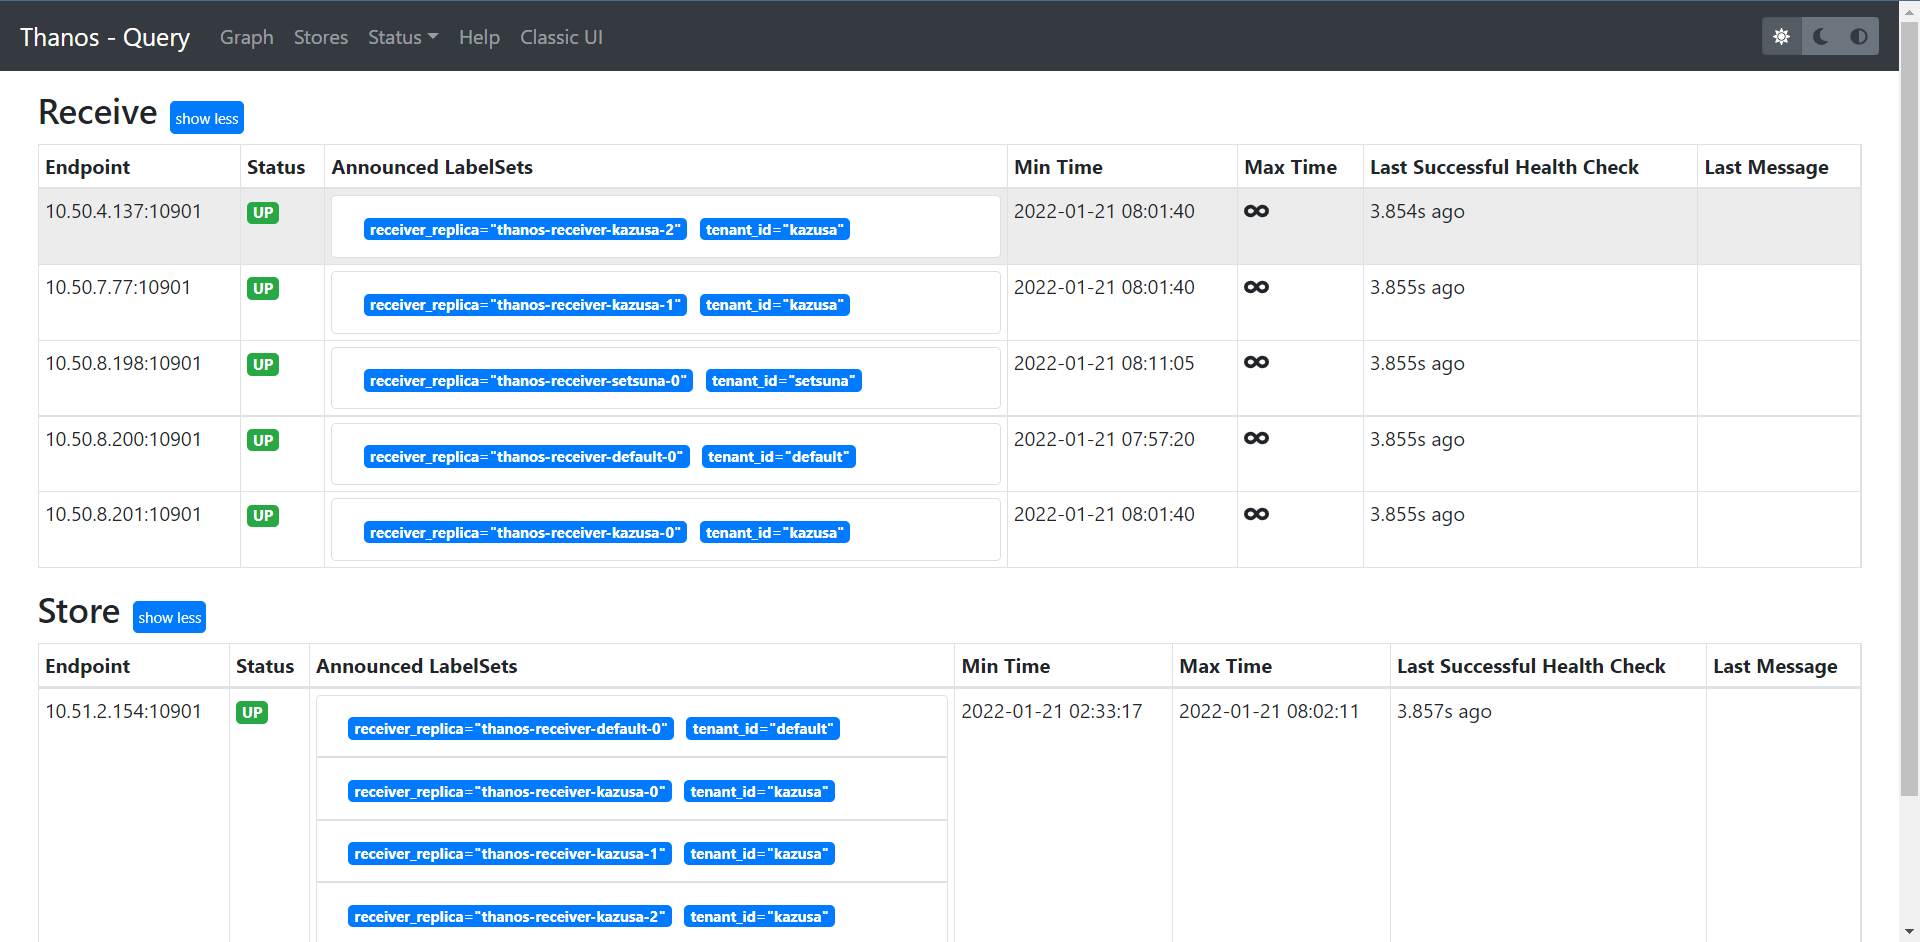 Thanos - Query Graph Stores Status Help Classic UI
Receive show less
Endpoint Status Announced LabelSets Min Time Max Time Last Successful Health Check Last Message
10.50.4.137:10901 UP receiver_replica="thanos-receiver-kazusa-2" tenant_id="kazusa" 2022-01-21 08:01:40 ∞ 3.854s ago
10.50.7.77:10901 UP receiver_replica="thanos-receiver-kazusa-1" tenant_id="kazusa" 2022-01-21 08:01:40 ∞ 3.855s ago
10.50.8.198:10901 UP receiver_replica="thanos-receiver-setsuna-0" tenant_id="setsuna" 2022-01-21 08:11:05 ∞ 3.855s ago
10.50.8.200:10901 UP receiver_replica="thanos-receiver-default-0" tenant_id="default" 2022-01-21 07:57:20 ∞ 3.855s ago
10.50.8.201:10901 UP receiver_replica="thanos-receiver-kazusa-0" tenant_id="kazusa" 2022-01-21 08:01:40 ∞ 3.855s ago
Store show less
Endpoint Status Announced LabelSets Min Time Max Time Last Successful Health Check Last Message
10.51.2.154:10901 UP receiver_replica="thanos-receiver-default-0" tenant_id="default" 2022-01-21 02:33:17 2022-01-21 08:02:11 3.857s ago
receiver_replica="thanos-receiver-kazusa-0" tenant_id="kazusa"
receiver_replica="thanos-receiver-kazusa-1" tenant_id="kazusa"
receiver_replica="thanos-receiver-kazusa-2" tenant_id="kazusa"